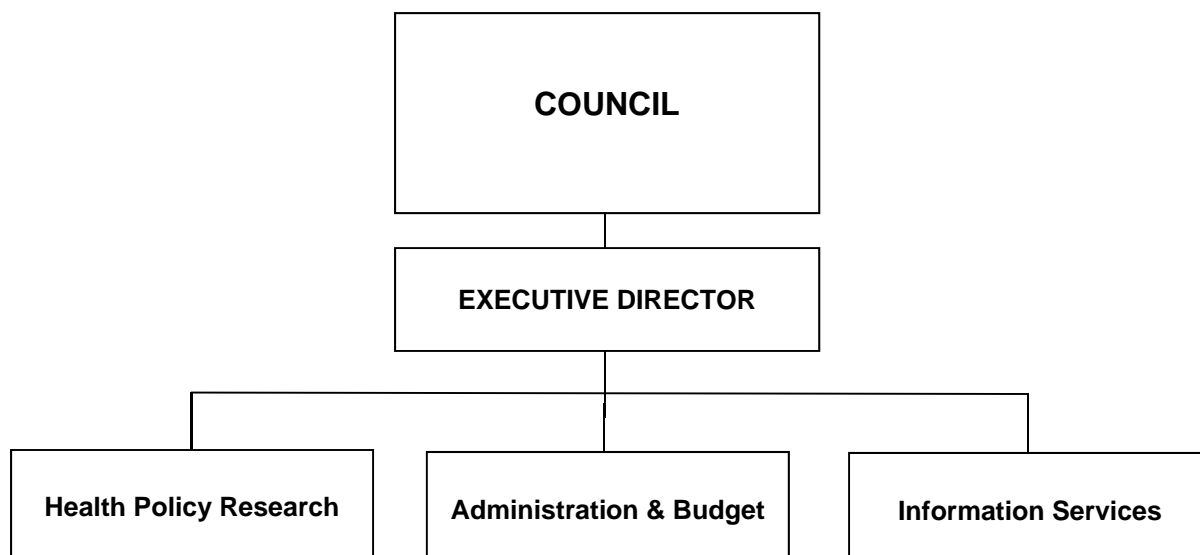 COUNCIL
EXECUTIVE DIRECTOR
Health Policy Research
Administration & Budget
Information Services